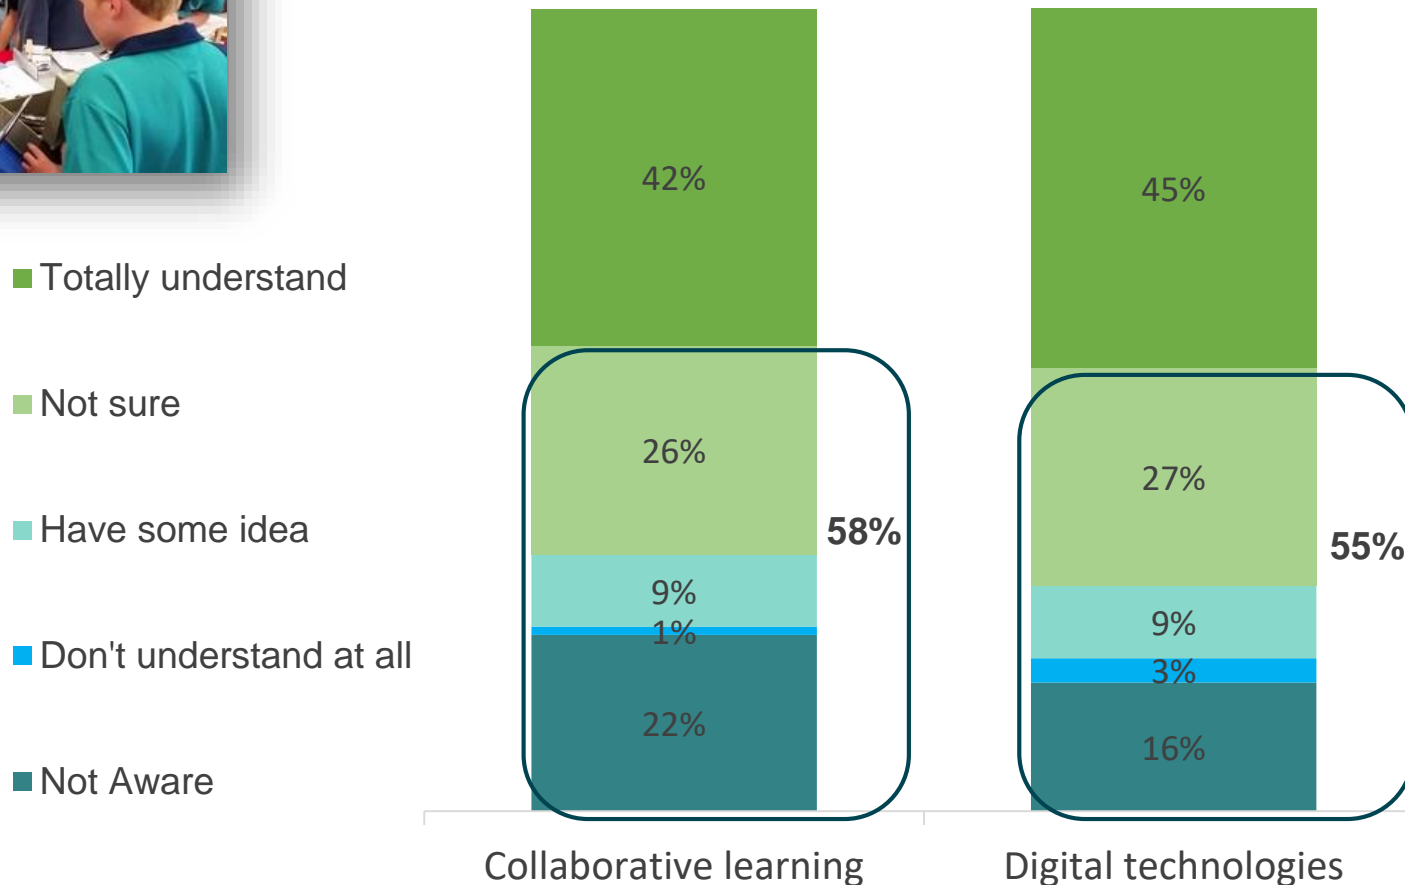 Totally understand
Not sure
Have some idea
Don't understand at all
Not Aware
42%
26%
9%
1%
22%
58%
45%
27%
9%
3%
16%
55%
Collaborative learning
Digital technologies